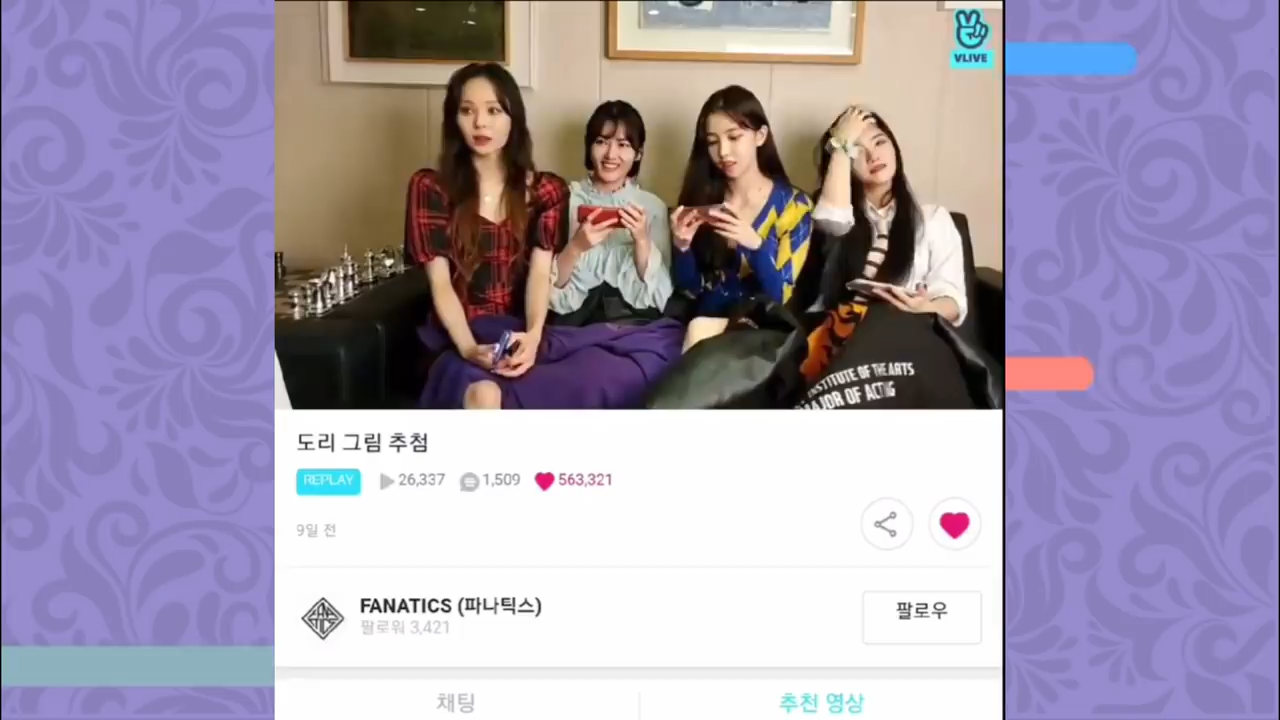 VLIVE
INSTITUTE OF THE ARTS
MAJOR OF ACTING
도리 그림 추첨
REPLAY 26,337 1,509 563,321
9일 전
FANATICS (파나틱스)
팔로워 3,421
팔로우
채팅 추천 영상